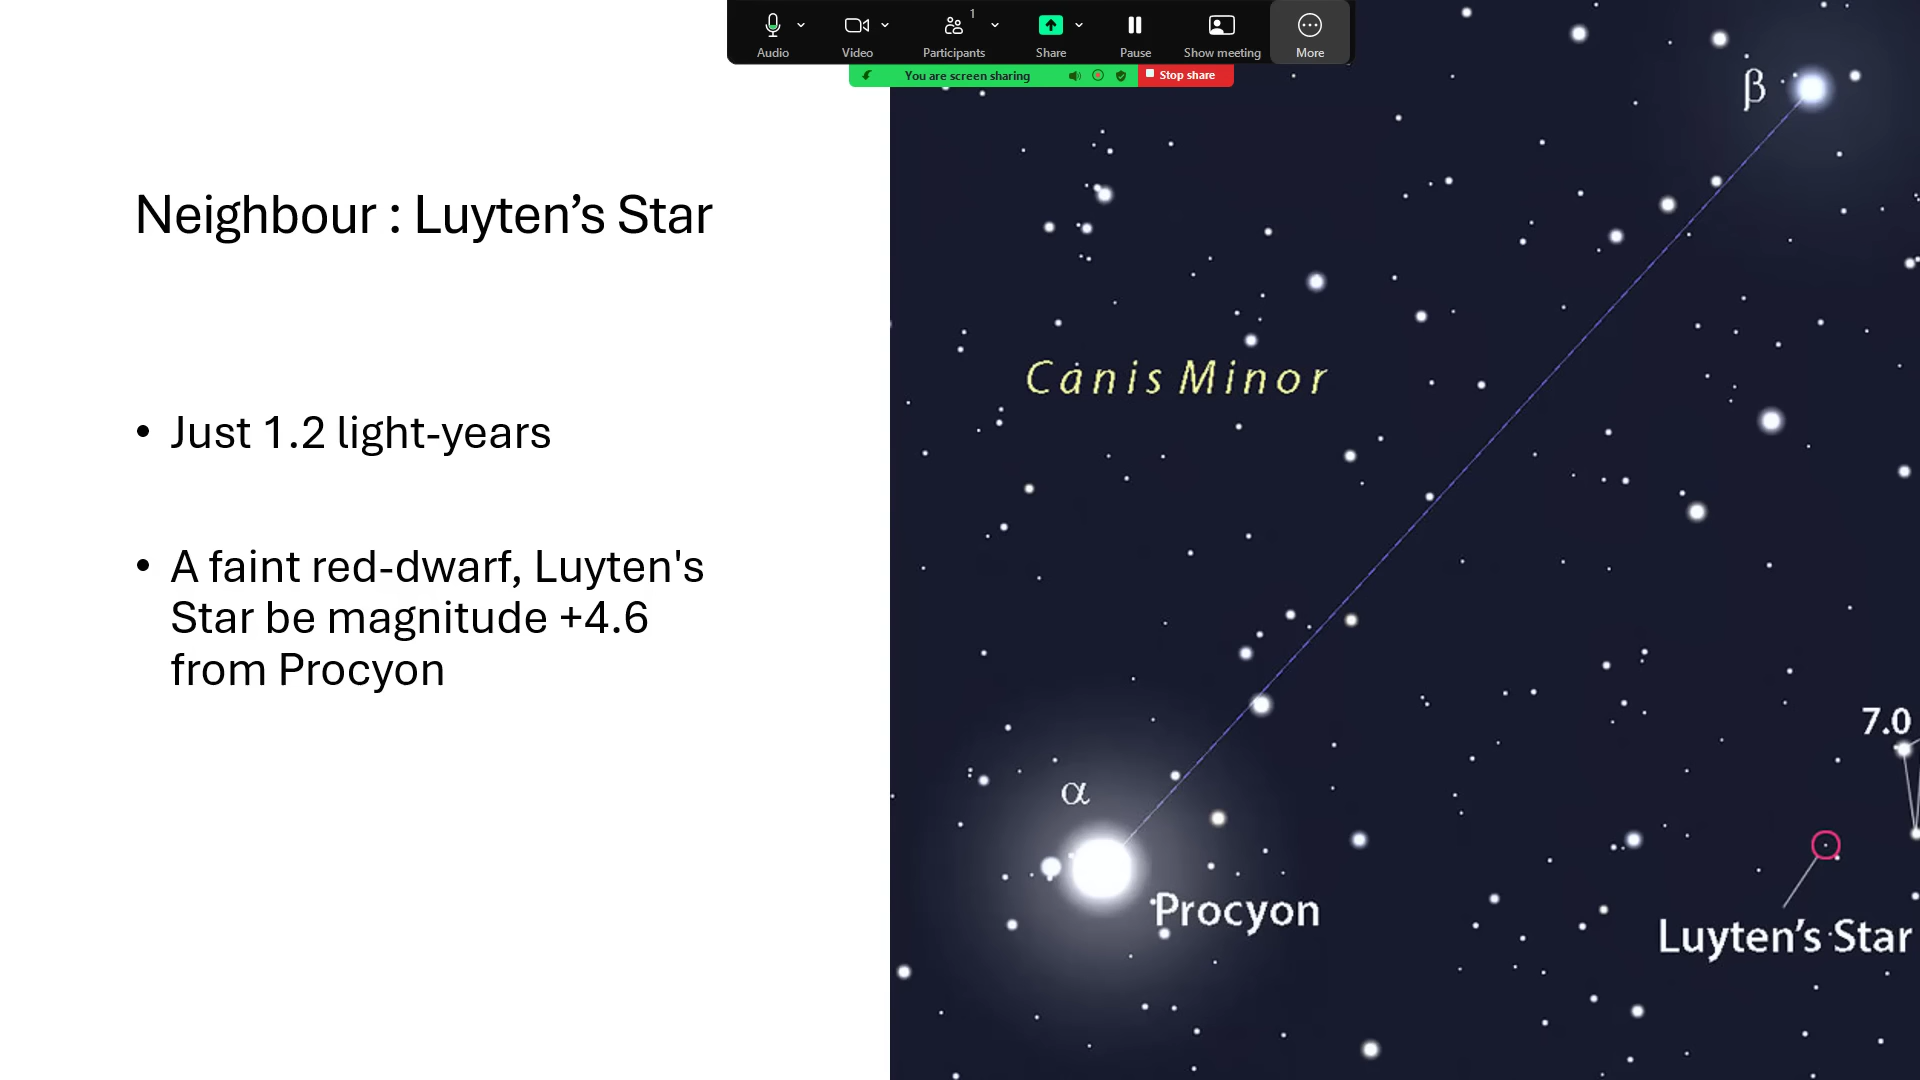 1
Audio
Video
Participants
Share
Pause
Show meeting
More
You are screen sharing
Stop share
Neighbour : Luyten’s Star
• Just 1.2 light-years
• A faint red-dwarf, Luyten's
Star be magnitude +4.6
from Procyon
β
Canis Minor
7.0
α
Procyon
Luyten’s Star